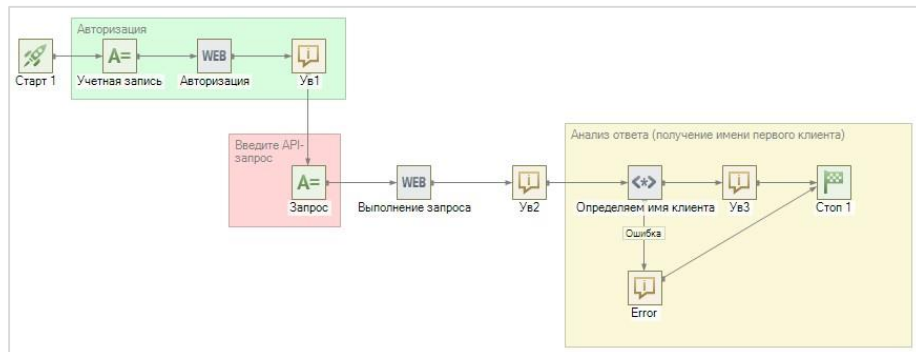 Авторизация
A=
WEB
i
Старт 1
Учетная запись
Авторизация
Ув1
Введите API-
запрос
Анализ ответа (получение имени первого клиента)
A=
WEB
i
<*>
i
Запрос
Выполнение запроса
Ув2
Определяем имя клиента
Ув3
Стоп 1
Ошибка
i
Error